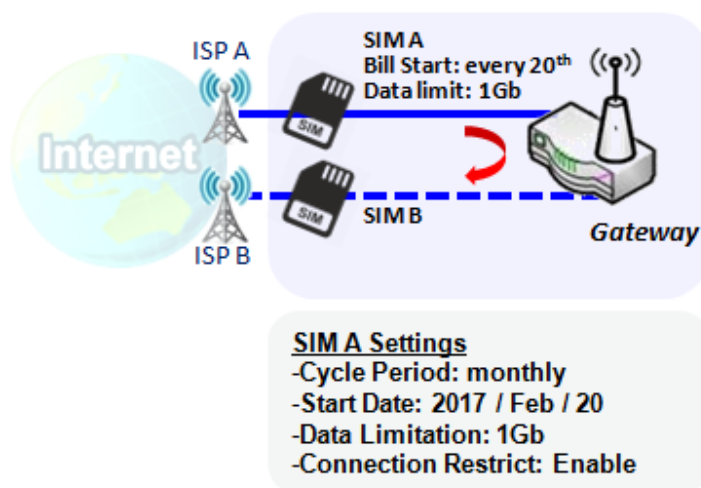 ISP A
SIM A
Bill Start: every 20th
Data limit: 1Gb
SIM
Internet
SIM
SIM B
Gateway
ISP B
SIM A Settings
-Cycle Period: monthly
-Start Date: 2017 / Feb / 20
-Data Limitation: 1Gb
-Connection Restrict: Enable